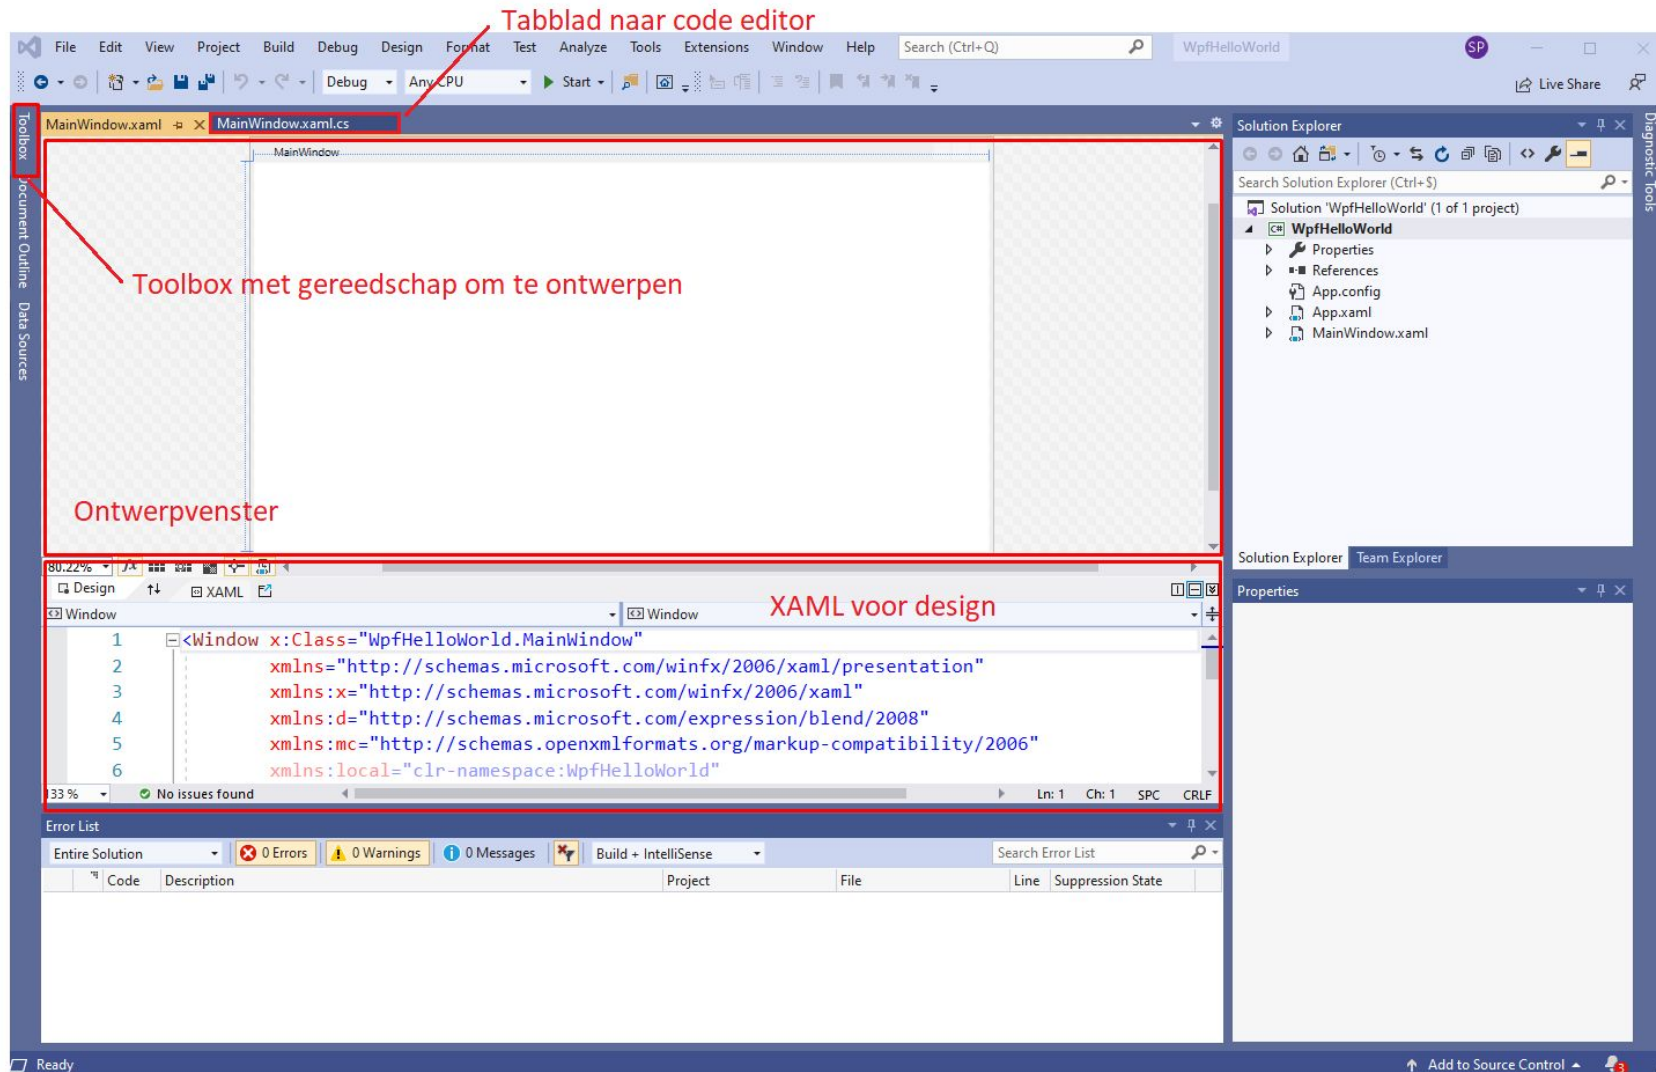 Tabblad naar code editor
File Edit View Project Build Debug Design Format Test Analyze Tools Extensions Window Help Search (Ctrl+Q) WpfHelloWorld SP
Debug Any CPU Start Live Share
MainWindow.xaml MainWindow.xaml.cs
Toolbox
Document Outline
Data Sources
MainWindow
Toolbox met gereedschap om te ontwerpen
Ontwerpvenster
80.22%
Design XAML
XAML voor design
Window Window
1 <Window x:Class="WpfHelloWorld.MainWindow"
2 xmlns="http://schemas.microsoft.com/winfx/2006/xaml/presentation"
3 xmlns:x="http://schemas.microsoft.com/winfx/2006/xaml"
4 xmlns:d="http://schemas.microsoft.com/expression/blend/2008"
5 xmlns:mc="http://schemas.openxmlformats.org/markup-compatibility/2006"
6 xmlns:local="clr-namespace:WpfHelloWorld"
133 % No issues found Ln: 1 Ch: 1 SPC CRLF
Error List
Entire Solution 0 Errors 0 Warnings 0 Messages Build + IntelliSense Search Error List
Code Description Project File Line Suppression State
Solution Explorer
Search Solution Explorer (Ctrl+$)
Solution 'WpfHelloWorld' (1 of 1 project)
C# WpfHelloWorld
Properties
References
App.config
App.xaml
MainWindow.xaml
Solution Explorer Team Explorer
Properties
Diagnostic Tools
Ready Add to Source Control 3